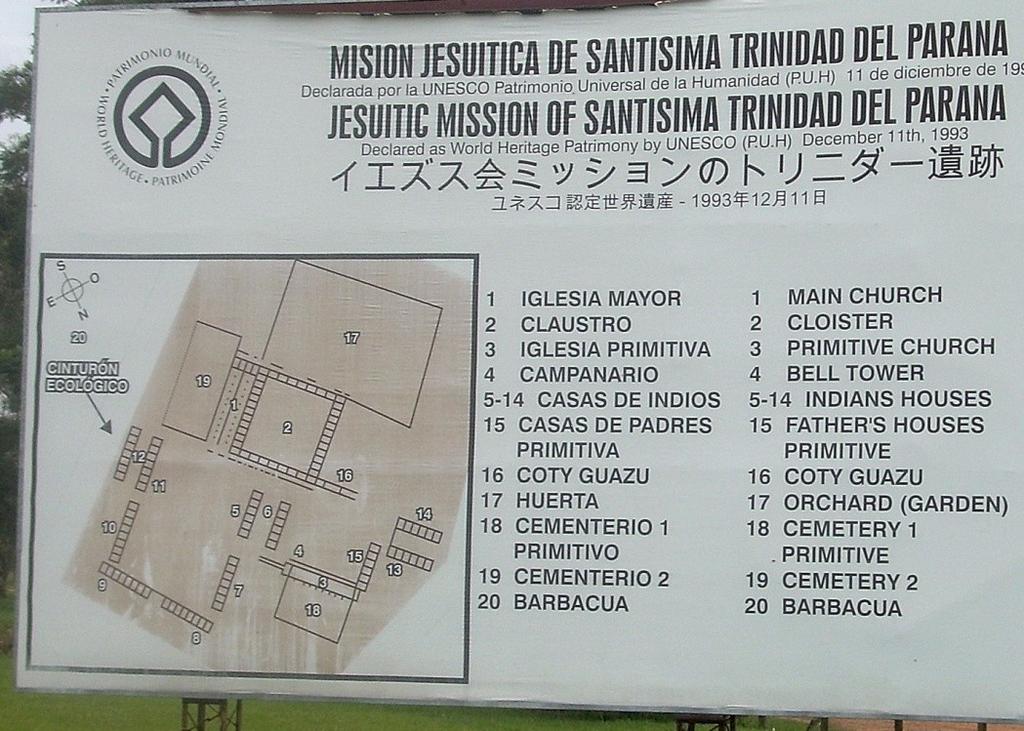 PATRIMONIO MUNDIAL • WORLD HERITAGE • PATRIMOINE MONDIAL •
MISION JESUITICA DE SANTISIMA TRINIDAD DEL PARANA
Declarada por la UNESCO Patrimonio Universal de la Humanidad (P.U.H) 11 de diciembre de 199
JESUITIC MISSION OF SANTISIMA TRINIDAD DEL PARANA
Declared as World Heritage Patrimony by UNESCO (P.U.H) December 11th, 1993
イエズス会ミッションのトリニダー遺跡
ユネスコ認定世界遺産 - 1993年12月11日
S
O
E
N
20
CINTURÓN
ECOLÓGICO
17
19
1
2
12
11
16
5
6
10
14
4
15
13
9
7
3
18
8
1 IGLESIA MAYOR
2 CLAUSTRO
3 IGLESIA PRIMITIVA
4 CAMPANARIO
5-14 CASAS DE INDIOS
15 CASAS DE PADRES
PRIMITIVA
16 COTY GUAZU
17 HUERTA
18 CEMENTERIO 1
PRIMITIVO
19 CEMENTERIO 2
20 BARBACUA
1 MAIN CHURCH
2 CLOISTER
3 PRIMITIVE CHURCH
4 BELL TOWER
5-14 INDIANS HOUSES
15 FATHER'S HOUSES
PRIMITIVE
16 COTY GUAZU
17 ORCHARD (GARDEN)
18 CEMETERY 1
PRIMITIVE
19 CEMETERY 2
20 BARBACUA